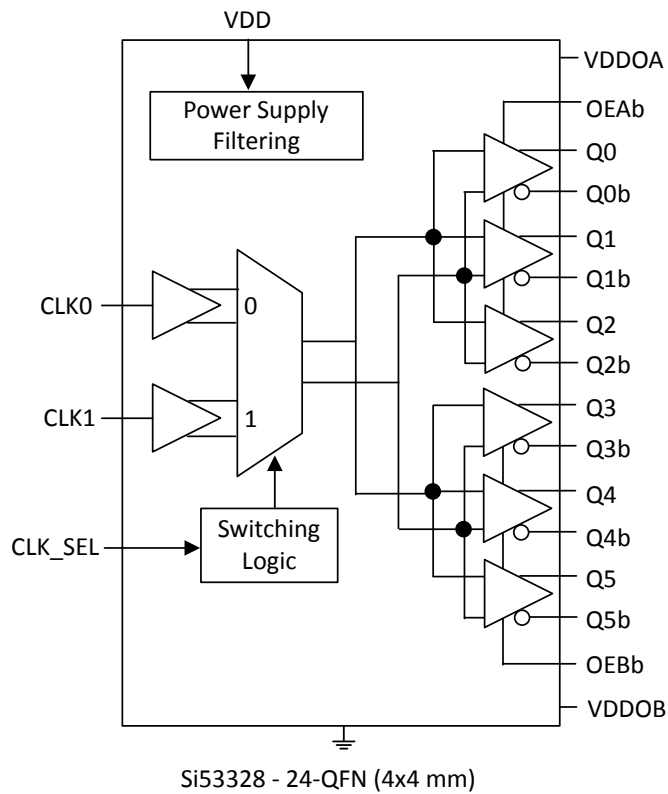 VDD
VDDOA
Power Supply
Filtering
OEAb
Q0
Q0b
Q1
Q1b
CLK0
0
Q2
Q2b
CLK1
1
Q3
Q3b
Q4
CLK_SEL
Switching
Logic
Q4b
Q5
Q5b
OEBb
VDDOB
Si53328 - 24-QFN (4x4 mm)